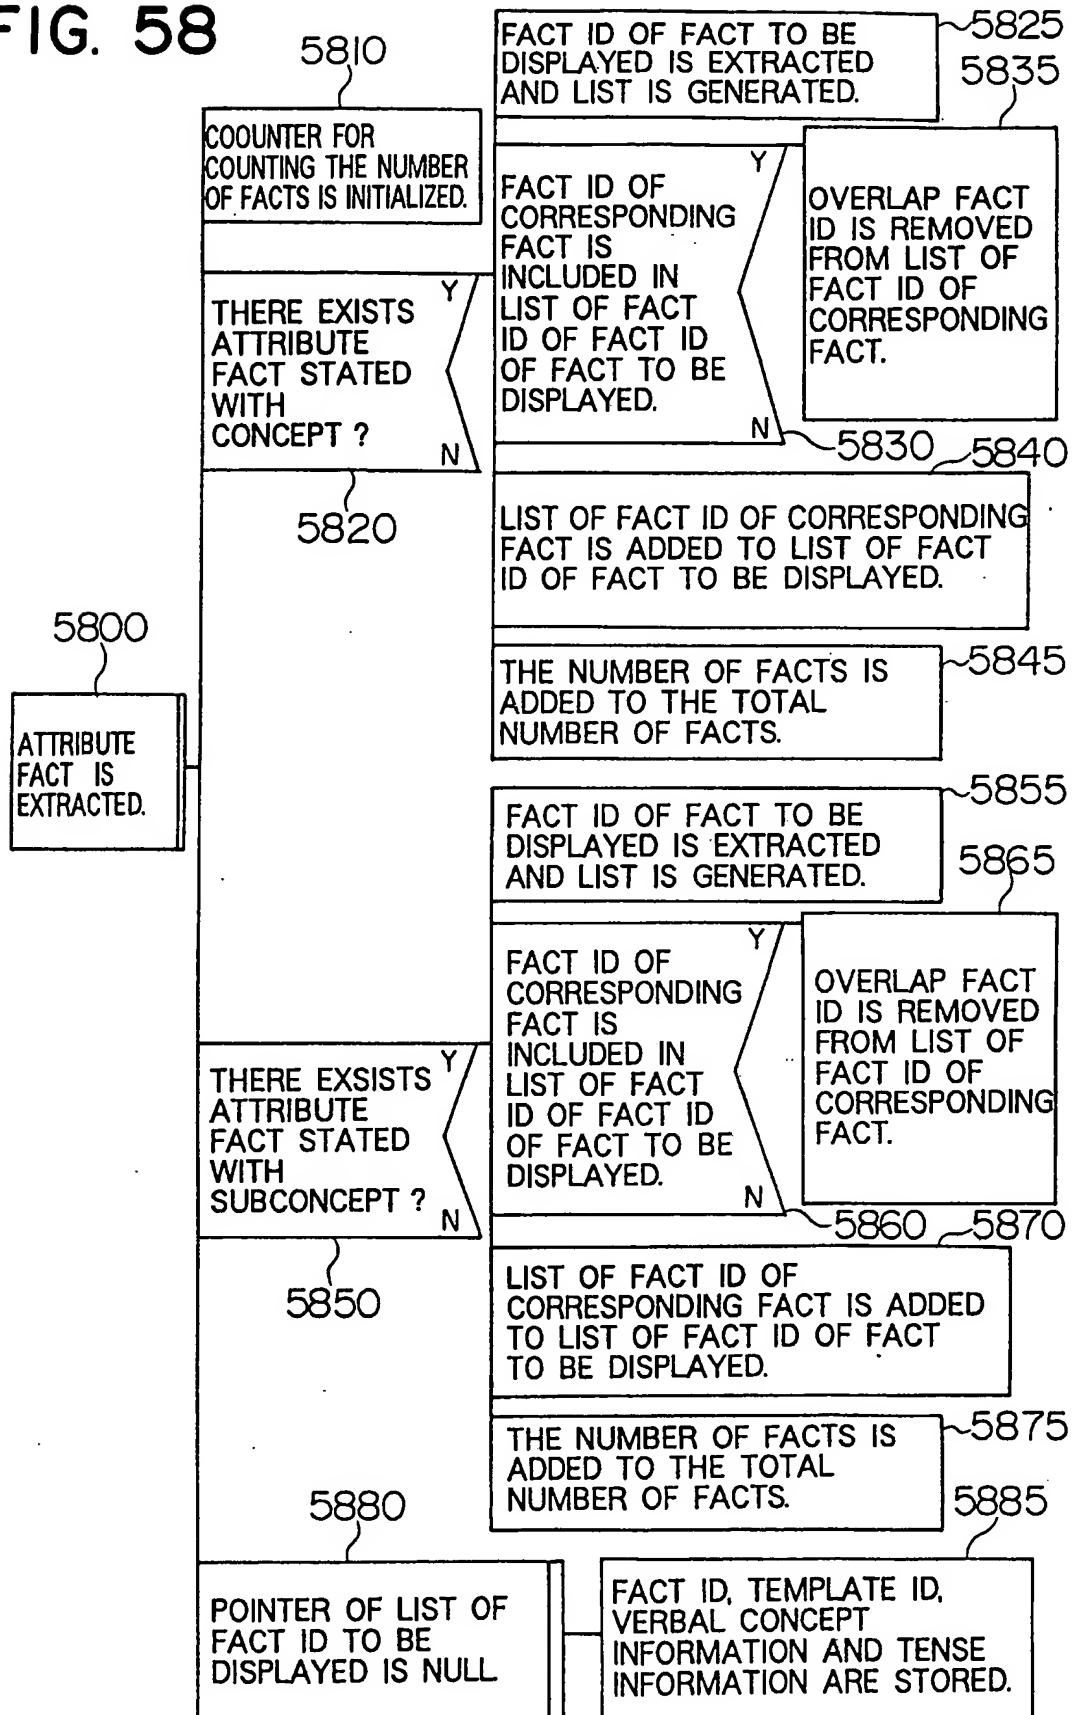 FIG. 58
5810
COOUNTER FOR
COUNTING THE NUMBER
OF FACTS IS INITIALIZED.
5825
FACT ID OF FACT TO BE
DISPLAYED IS EXTRACTED
AND LIST IS GENERATED.
5835
Y
FACT ID OF
CORRESPONDING
FACT IS
INCLUDED IN
LIST OF FACT
ID OF FACT ID
OF FACT TO BE
DISPLAYED.
N
5830
OVERLAP FACT
ID IS REMOVED
FROM LIST OF
FACT ID OF
CORRESPONDING
FACT.
Y
THERE EXISTS
ATTRIBUTE
FACT STATED
WITH
CONCEPT ?
N
5820
5840
LIST OF FACT ID OF CORRESPONDING
FACT IS ADDED TO LIST OF FACT
ID OF FACT TO BE DISPLAYED.
5800
ATTRIBUTE
FACT IS
EXTRACTED.
5845
THE NUMBER OF FACTS IS
ADDED TO THE TOTAL
NUMBER OF FACTS.
5855
FACT ID OF FACT TO BE
DISPLAYED IS EXTRACTED
AND LIST IS GENERATED.
5865
Y
FACT ID OF
CORRESPONDING
FACT IS
INCLUDED IN
LIST OF FACT
ID OF FACT ID
OF FACT TO BE
DISPLAYED.
N
5860
OVERLAP FACT
ID IS REMOVED
FROM LIST OF
FACT ID OF
CORRESPONDING
FACT.
Y
THERE EXSISTS
ATTRIBUTE
FACT STATED
WITH
SUBCONCEPT ?
N
5850
5870
LIST OF FACT ID OF
CORRESPONDING FACT IS ADDED
TO LIST OF FACT ID OF FACT
TO BE DISPLAYED.
5875
THE NUMBER OF FACTS IS
ADDED TO THE TOTAL
NUMBER OF FACTS.
5880
POINTER OF LIST OF
FACT ID TO BE
DISPLAYED IS NULL
5885
FACT ID, TEMPLATE ID,
VERBAL CONCEPT
INFORMATION AND TENSE
INFORMATION ARE STORED.